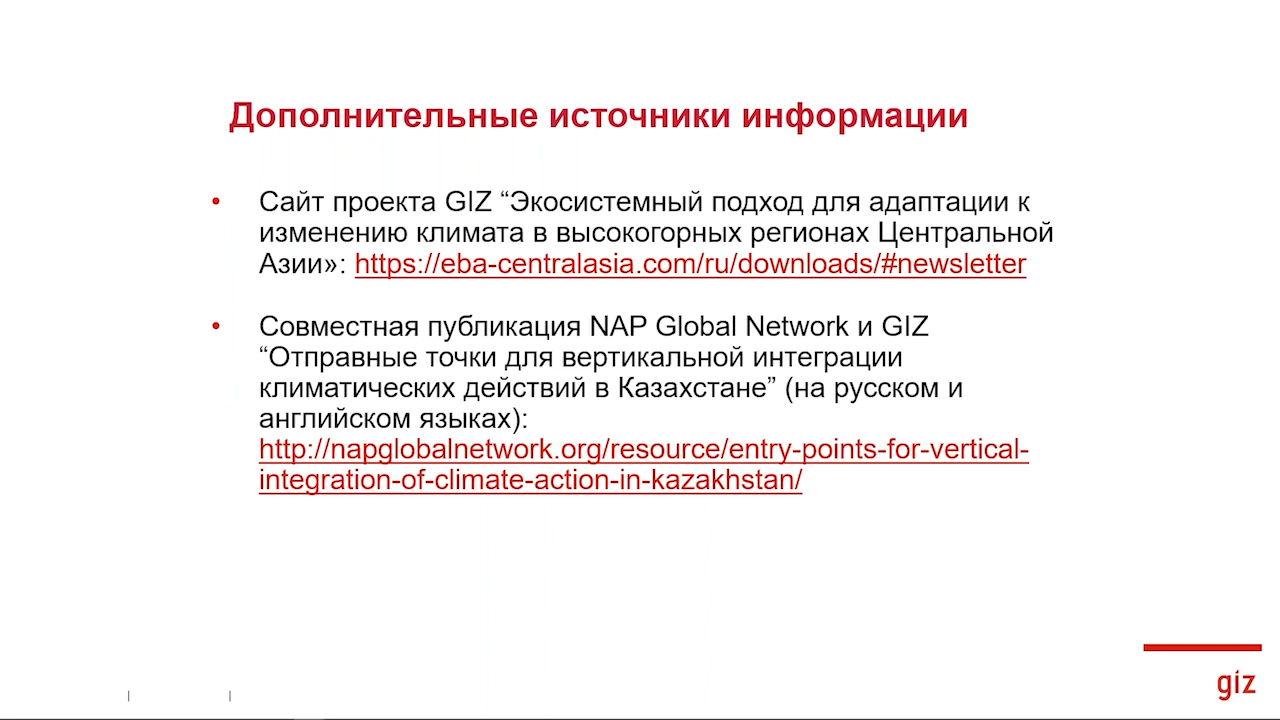 Дополнительные источники информации
• Сайт проекта GIZ “Экосистемный подход для адаптации к
изменению климата в высокогорных регионах Центральной
Азии»: https://eba-centralasia.com/ru/downloads/#newsletter
• Совместная публикация NAP Global Network и GIZ
“Отправные точки для вертикальной интеграции
климатических действий в Казахстане” (на русском и
английском языках):
http://napglobalnetwork.org/resource/entry-points-for-vertical-
integration-of-climate-action-in-kazakhstan/
giz